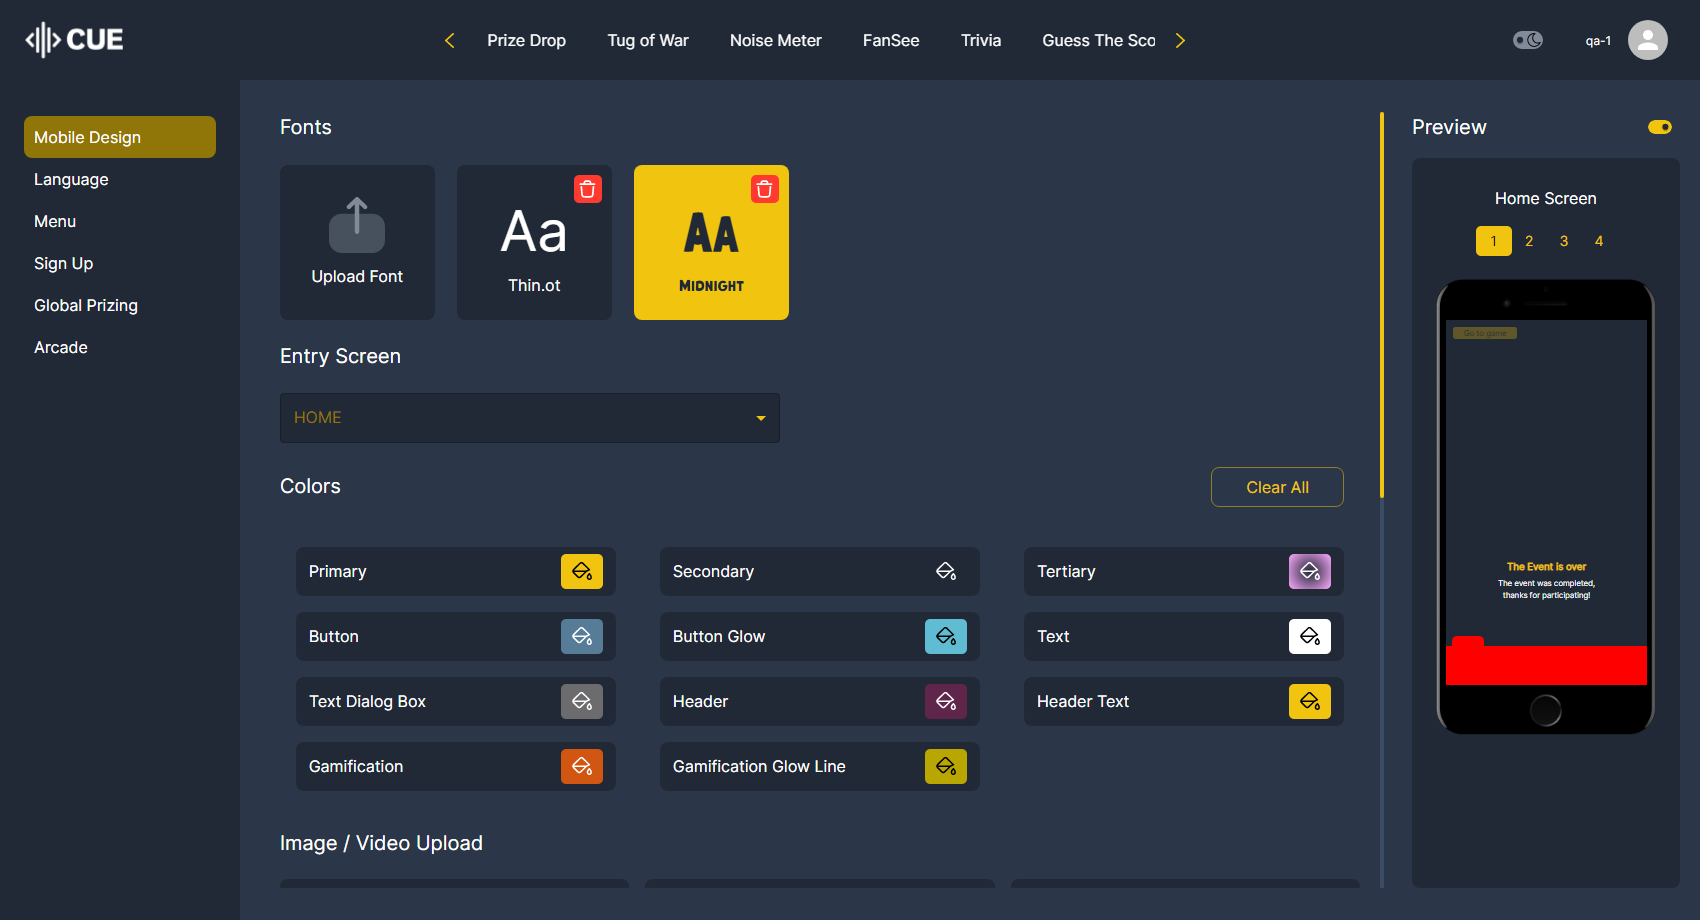 CUE
Prize Drop
Tug of War
Noise Meter
FanSee
Trivia
Guess The Sco
qa-1
Mobile Design
Language
Menu
Sign Up
Global Prizing
Arcade
Fonts
Upload Font
Aa
Thin.ot
AA
MIDNIGHT
Entry Screen
HOME
Colors
Clear All
Primary
Secondary
Tertiary
Button
Button Glow
Text
Text Dialog Box
Header
Header Text
Gamification
Gamification Glow Line
Image / Video Upload
Preview
Home Screen
1 2 3 4
Go to game
The Event is over
The event was completed,
thanks for participating!